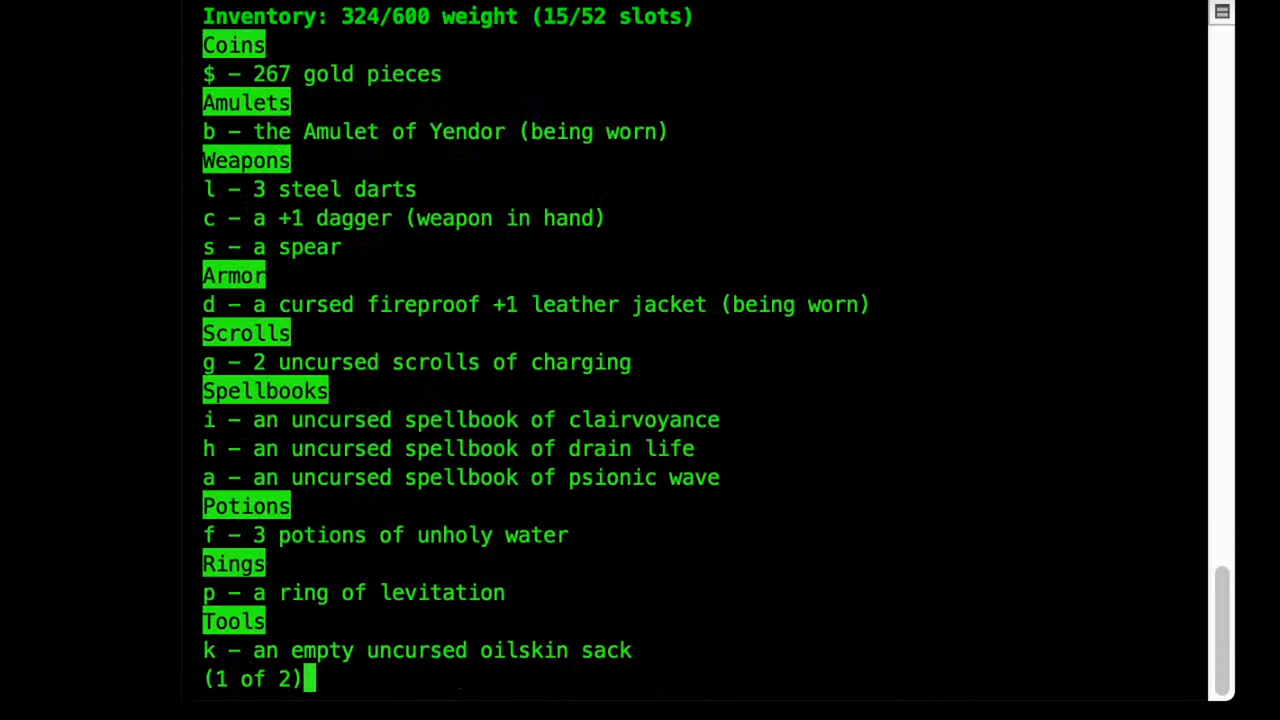 Inventory: 324/600 weight (15/52 slots)
Coins
$ – 267 gold pieces
Amulets
b – the Amulet of Yendor (being worn)
Weapons
l – 3 steel darts
c – a +1 dagger (weapon in hand)
s – a spear
Armor
d – a cursed fireproof +1 leather jacket (being worn)
Scrolls
g – 2 uncursed scrolls of charging
Spellbooks
i – an uncursed spellbook of clairvoyance
h – an uncursed spellbook of drain life
a – an uncursed spellbook of psionic wave
Potions
f – 3 potions of unholy water
Rings
p – a ring of levitation
Tools
k – an empty uncursed oilskin sack
(1 of 2)